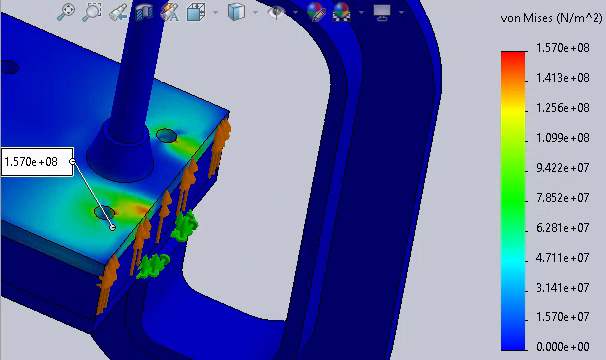 von Mises (N/m^2)
1.570e+08
1.413e+08
1.256e+08
1.099e+08
9.422e+07
7.852e+07
6.281e+07
4.711e+07
3.141e+07
1.570e+07
0.000e+00
1.570e+08